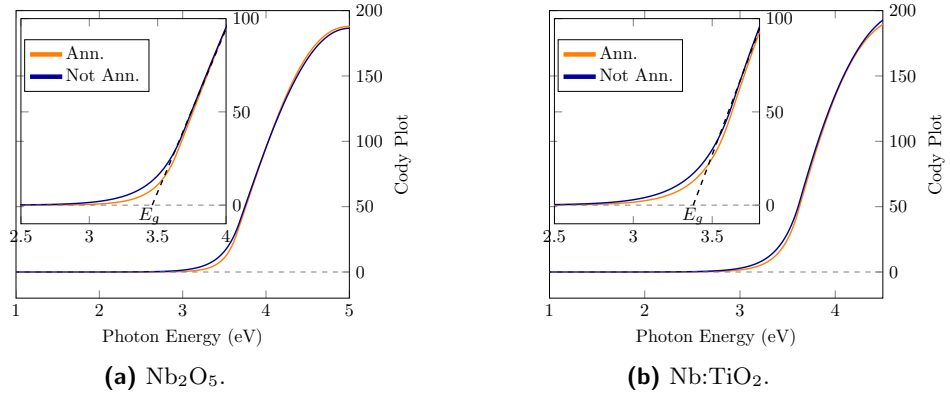 200
150
100
50
0
Cody Plot
100
50
0
Ann.
Not Ann.
E_g
2.5 3 3.5 4
1 2 3 4 5
Photon Energy (eV)
(a) Nb₂O₅.
200
150
100
50
0
Cody Plot
100
50
0
Ann.
Not Ann.
E_g
2.5 3 3.5
1 2 3 4
Photon Energy (eV)
(b) Nb:TiO₂.